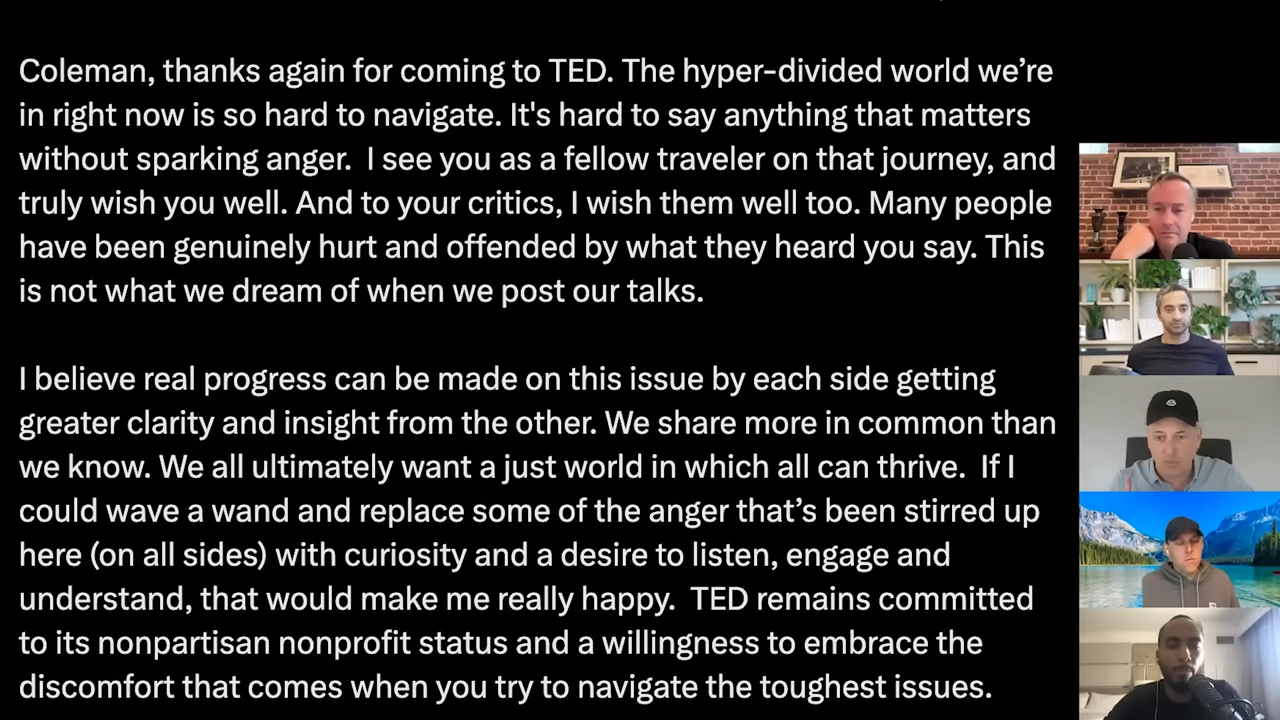 Coleman, thanks again for coming to TED. The hyper-divided world we’re
in right now is so hard to navigate. It's hard to say anything that matters
without sparking anger.  I see you as a fellow traveler on that journey, and
truly wish you well. And to your critics, I wish them well too. Many people
have been genuinely hurt and offended by what they heard you say. This
is not what we dream of when we post our talks.
I believe real progress can be made on this issue by each side getting
greater clarity and insight from the other. We share more in common than
we know. We all ultimately want a just world in which all can thrive.  If I
could wave a wand and replace some of the anger that’s been stirred up
here (on all sides) with curiosity and a desire to listen, engage and
understand, that would make me really happy.  TED remains committed
to its nonpartisan nonprofit status and a willingness to embrace the
discomfort that comes when you try to navigate the toughest issues.